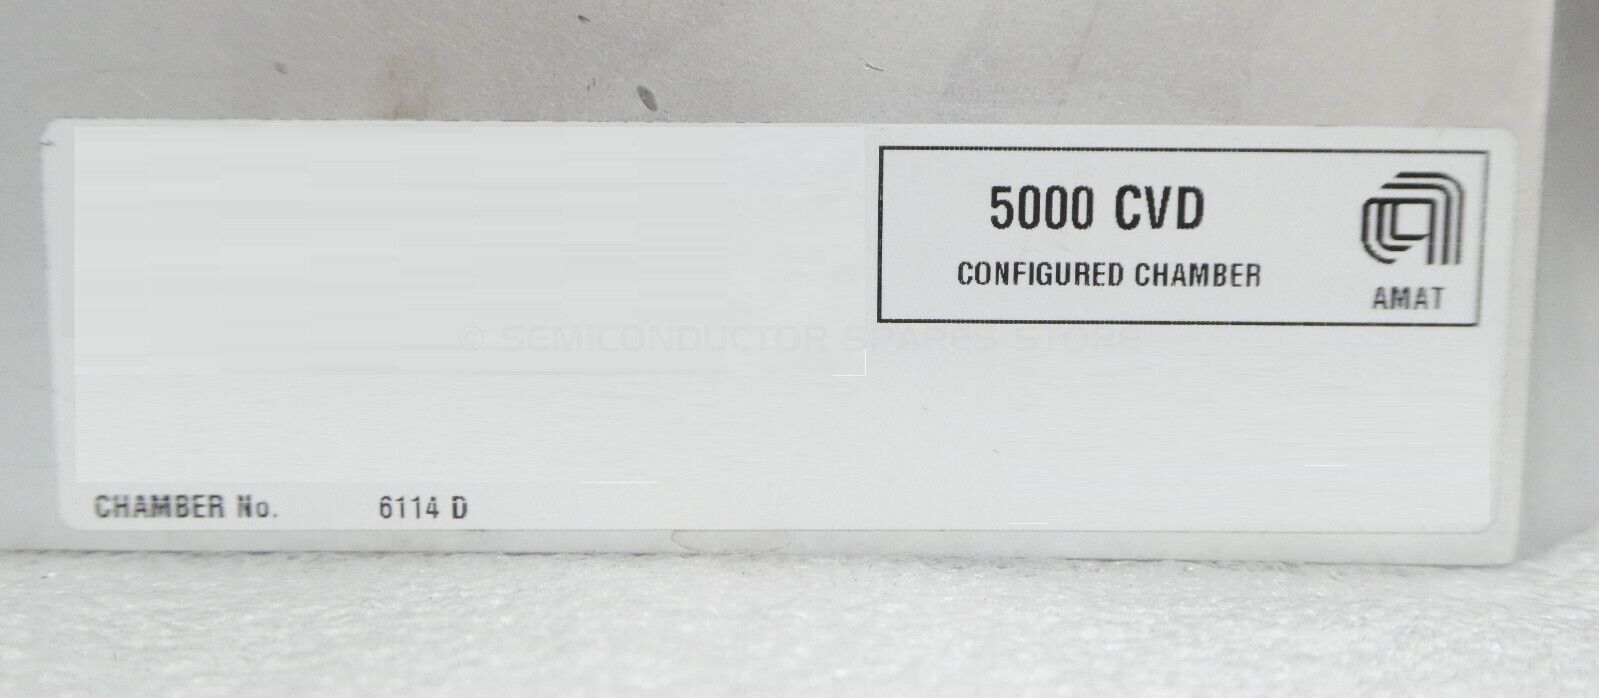 5000 CVD
CONFIGURED CHAMBER
AMAT
© SEMICONDUCTOR SPARES STORE
CHAMBER No. 6114 D